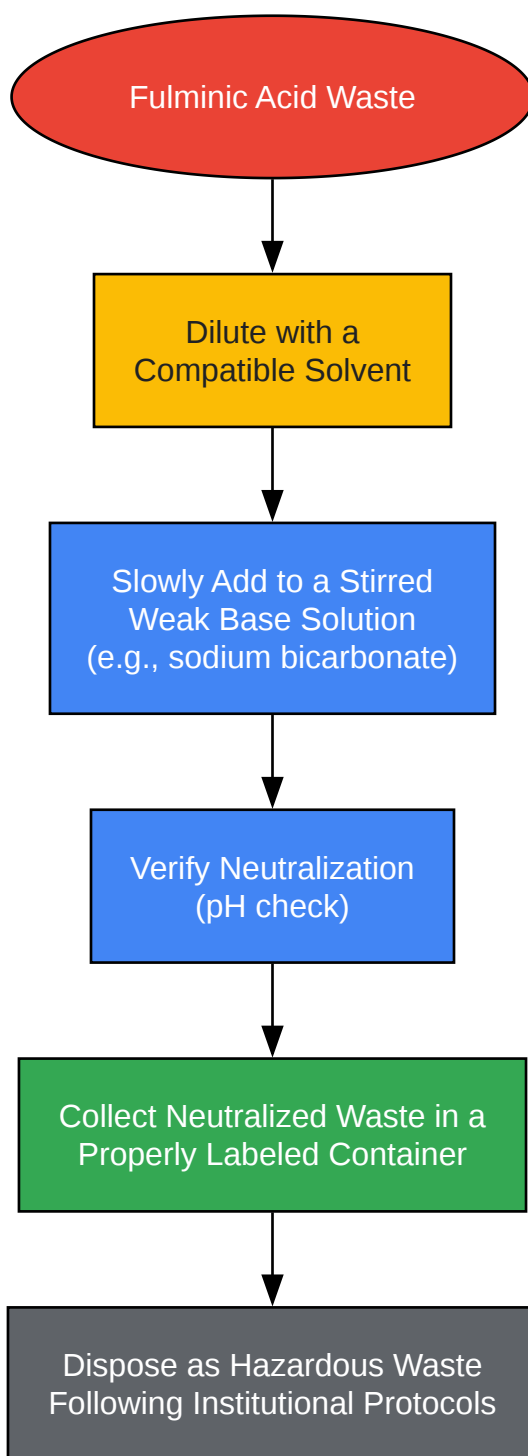 Fulminic Acid Waste
Dilute with a
Compatible Solvent
Slowly Add to a Stirred
Weak Base Solution
(e.g., sodium bicarbonate)
Verify Neutralization
(pH check)
Collect Neutralized Waste in a
Properly Labeled Container
Dispose as Hazardous Waste
Following Institutional Protocols